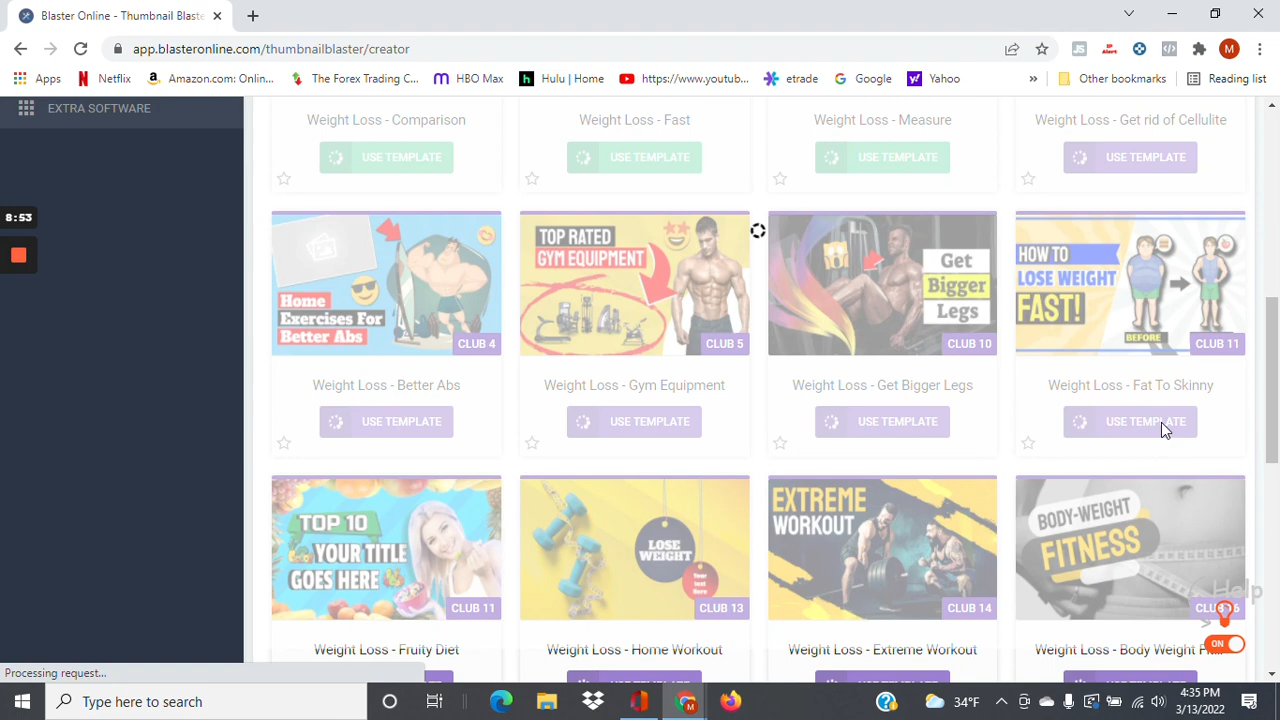 Blaster Online - Thumbnail Blaste
app.blasteronline.com/thumbnailblaster/creator
M
Apps
Netflix
Amazon.com: Onlin...
The Forex Trading C...
HBO Max
Hulu | Home
https://www.youtub...
etrade
Google
Yahoo
»
Other bookmarks
Reading list
EXTRA SOFTWARE
8:53
Weight Loss - Comparison
Weight Loss - Fast
Weight Loss - Measure
Weight Loss - Get rid of Cellulite
USE TEMPLATE
USE TEMPLATE
USE TEMPLATE
USE TEMPLATE
Home
Exercises For
Better Abs
CLUB 4
TOP RATED
GYM EQUIPMENT
CLUB 5
Get
Bigger
Legs
CLUB 10
HOW TO
LOSE WEIGHT
FAST!
BEFORE
CLUB 11
Weight Loss - Better Abs
Weight Loss - Gym Equipment
Weight Loss - Get Bigger Legs
Weight Loss - Fat To Skinny
USE TEMPLATE
USE TEMPLATE
USE TEMPLATE
USE TEMPLATE
TOP 10
YOUR TITLE
GOES HERE
CLUB 11
LOSE
WEIGHT
Your
text
Here
CLUB 13
EXTREME
WORKOUT
CLUB 14
BODY-WEIGHT
FITNESS
Help
ON
Weight Loss - Fruity Diet
Weight Loss - Home Workout
Weight Loss - Extreme Workout
Processing request...
Type here to search
34°F
4:35 PM
3/13/2022